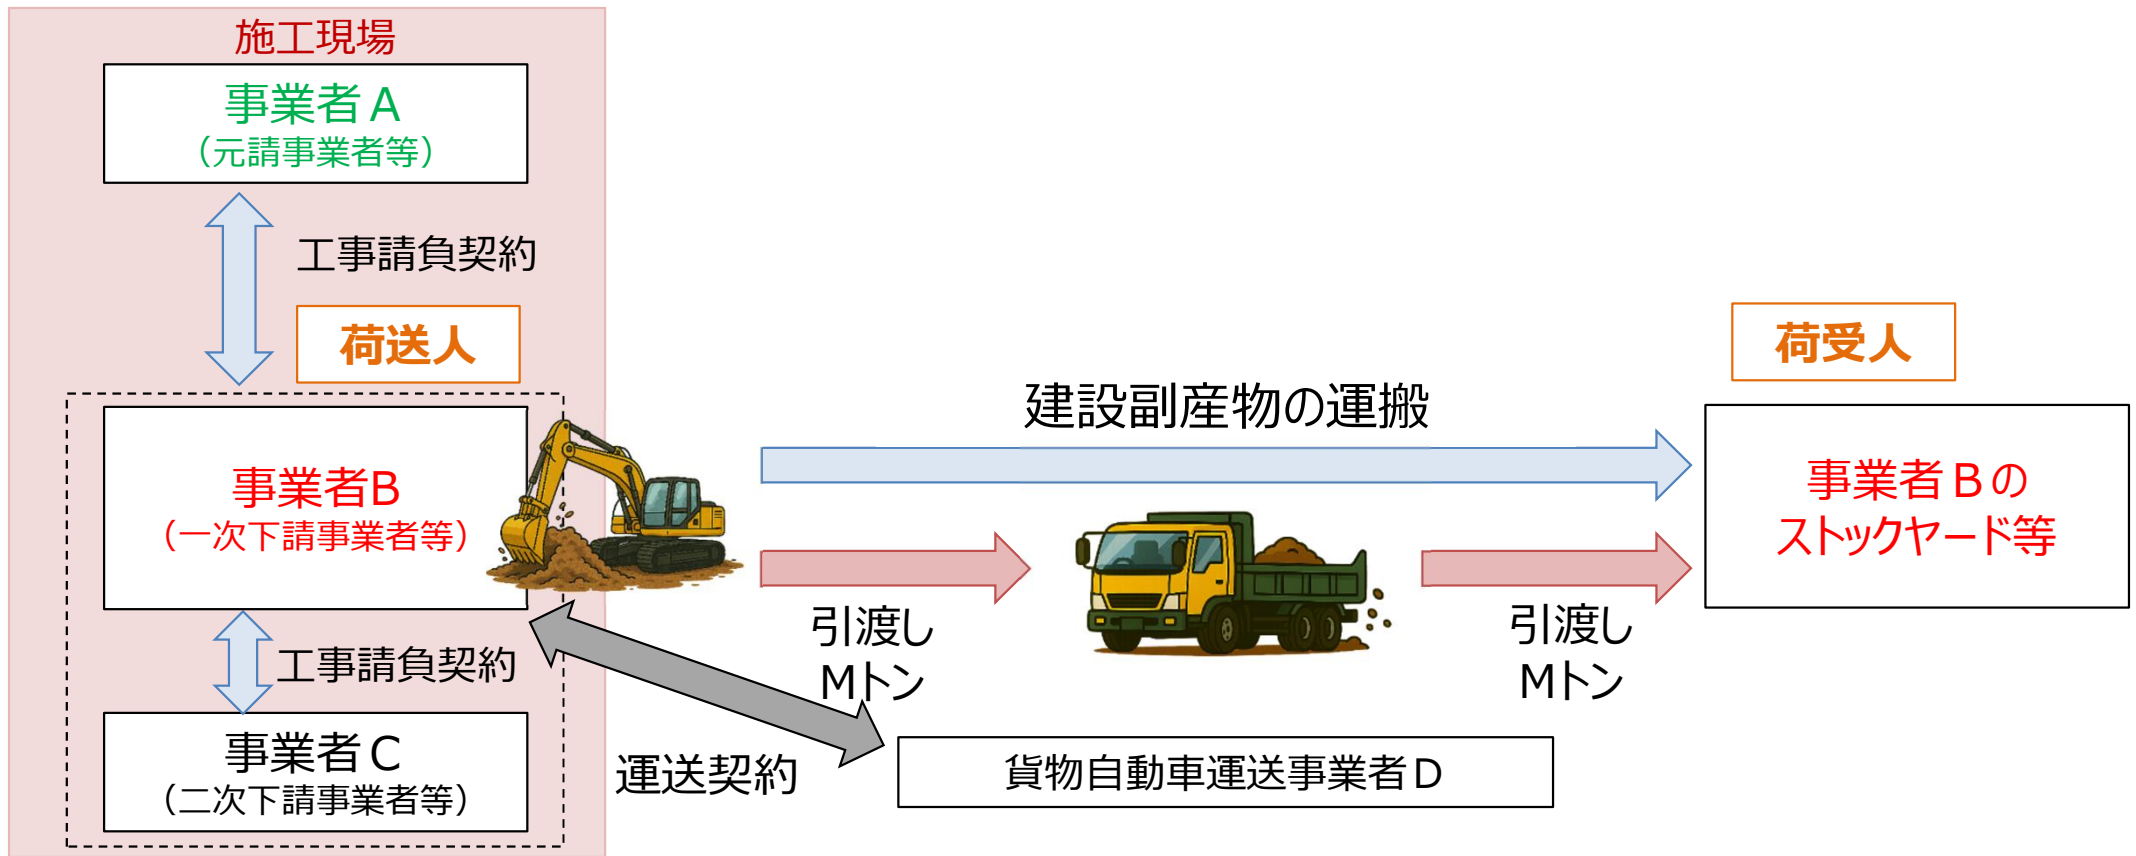 施工現場
事業者Ａ
（元請事業者等）
工事請負契約
荷送人
事業者B
（一次下請事業者等）
工事請負契約
事業者Ｃ
（二次下請事業者等）
運送契約
建設副産物の運搬
引渡し
Mトン
引渡し
Mトン
貨物自動車運送事業者Ｄ
荷受人
事業者Ｂの
ストックヤード等